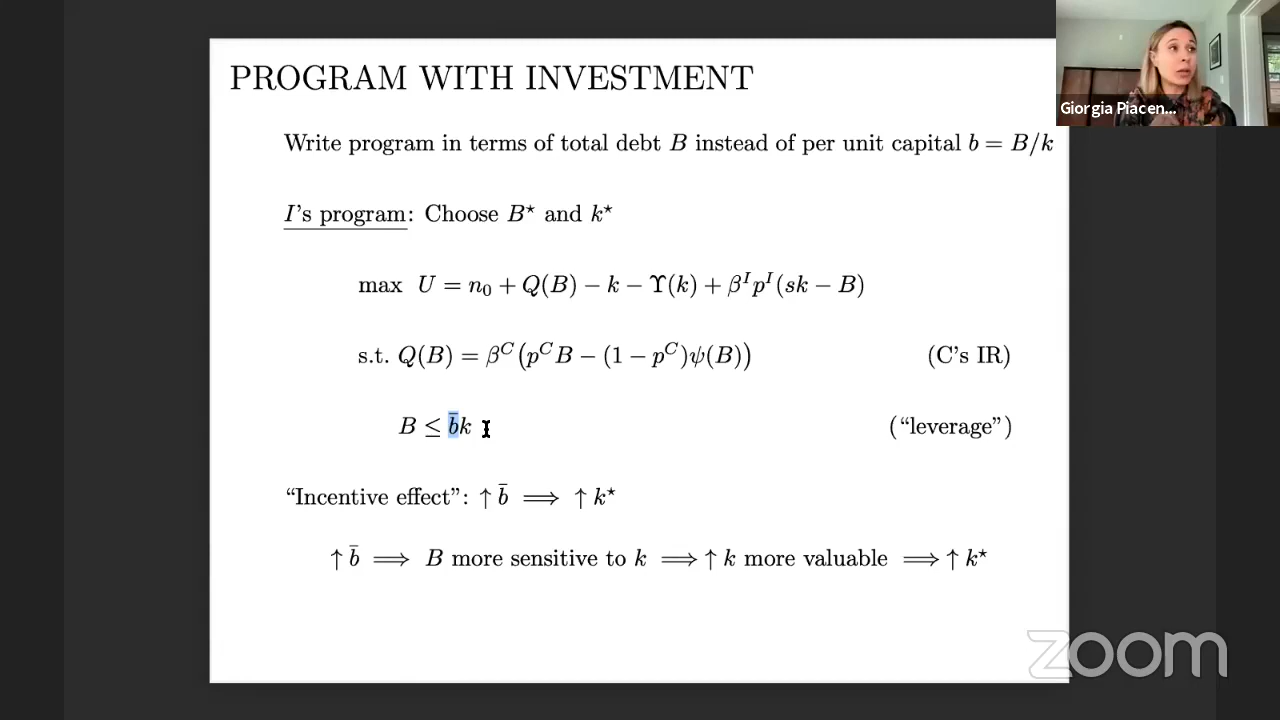 PROGRAM WITH INVESTMENT
Giorgia Piacen...
Write program in terms of total debt B instead of per unit capital b = B/k
I's program: Choose B⋆ and k⋆
max U = n₀ + Q(B) − k − ϒ(k) + βᴵpᴵ(sk − B)
s.t. Q(B) = β^C(p^C B − (1 − p^C)ψ(B)) (C's IR)
B ≤ b̄k ("leverage")
"Incentive effect": ↑ b̄ ⟹ ↑ k⋆
↑ b̄ ⟹ B more sensitive to k ⟹ ↑ k more valuable ⟹ ↑ k⋆
zoom